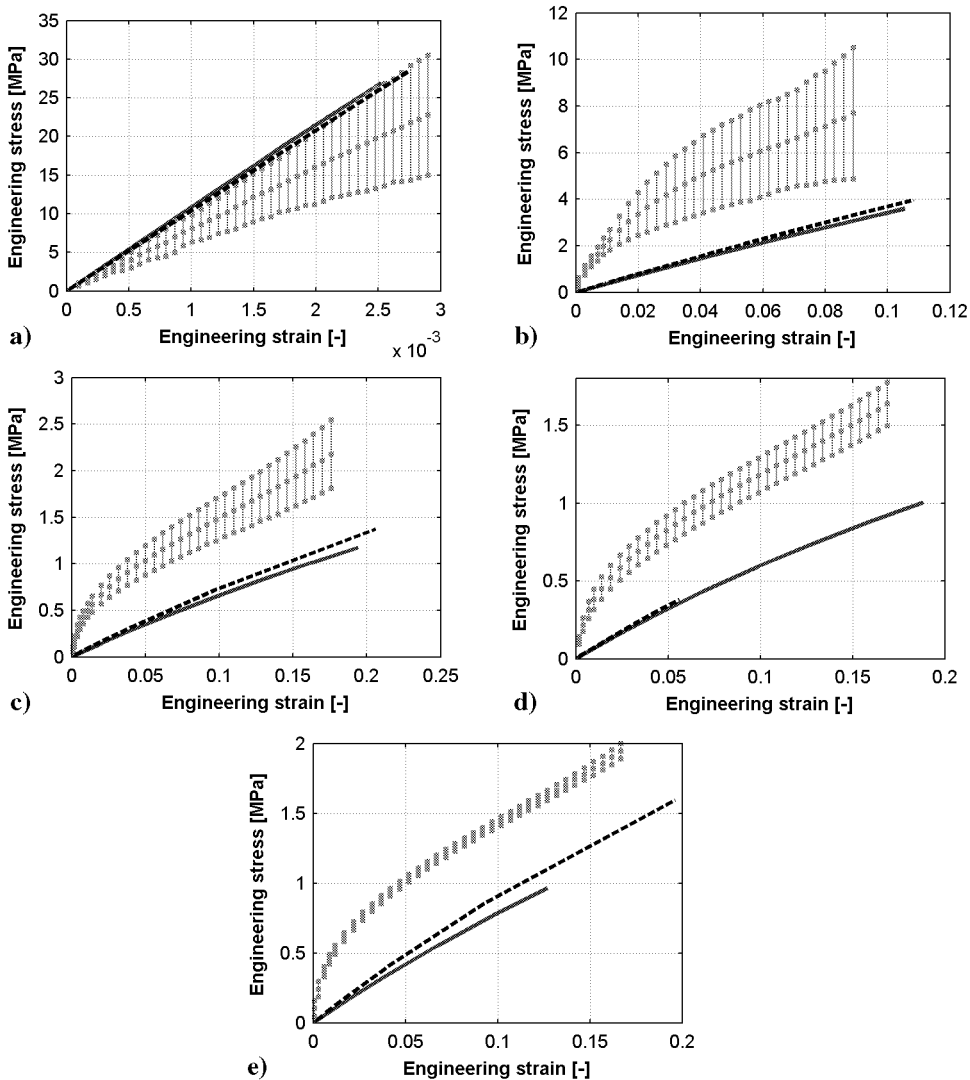 35
30
25
20
15
10
5
0
Engineering stress [MPa]
0 0.5 1 1.5 2 2.5 3
Engineering strain [-]
x 10^-3
a)
12
10
8
6
4
2
0
Engineering stress [MPa]
0 0.02 0.04 0.06 0.08 0.1 0.12
Engineering strain [-]
b)
3
2.5
2
1.5
1
0.5
0
Engineering stress [MPa]
0 0.05 0.1 0.15 0.2 0.25
Engineering strain [-]
c)
1.5
1
0.5
0
Engineering stress [MPa]
0 0.05 0.1 0.15 0.2
Engineering strain [-]
d)
2
1.5
1
0.5
0
Engineering stress [MPa]
0 0.05 0.1 0.15 0.2
Engineering strain [-]
e)